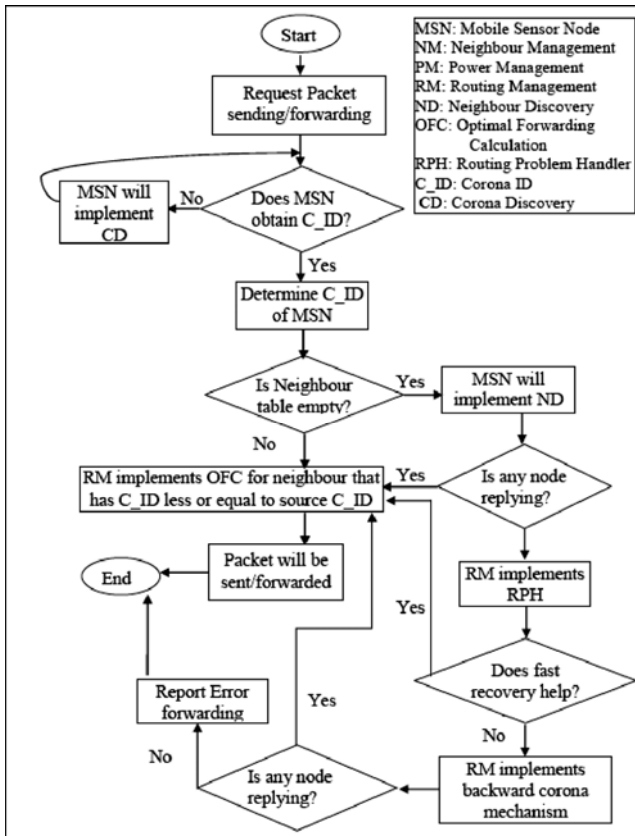 Start
MSN: Mobile Sensor Node
NM: Neighbour Management
PM: Power Management
RM: Routing Management
ND: Neighbour Discovery
OFC: Optimal Forwarding
Calculation
RPH: Routing Problem Handler
C_ID: Corona ID
CD: Corona Discovery
Request Packet
sending/forwarding
Does MSN
obtain C_ID?
No
MSN will
implement
CD
Yes
Determine C_ID
of MSN
Is Neighbour
table empty?
Yes
MSN will
implement ND
No
RM implements OFC for neighbour that
has C_ID less or equal to source C_ID
Yes
Is any node
replying?
Packet will be
sent/forwarded
End
RM implements
RPH
Yes
Does fast
recovery help?
Report Error
forwarding
Yes
No
No
Is any node
replying?
RM implements
backward corona
mechanism